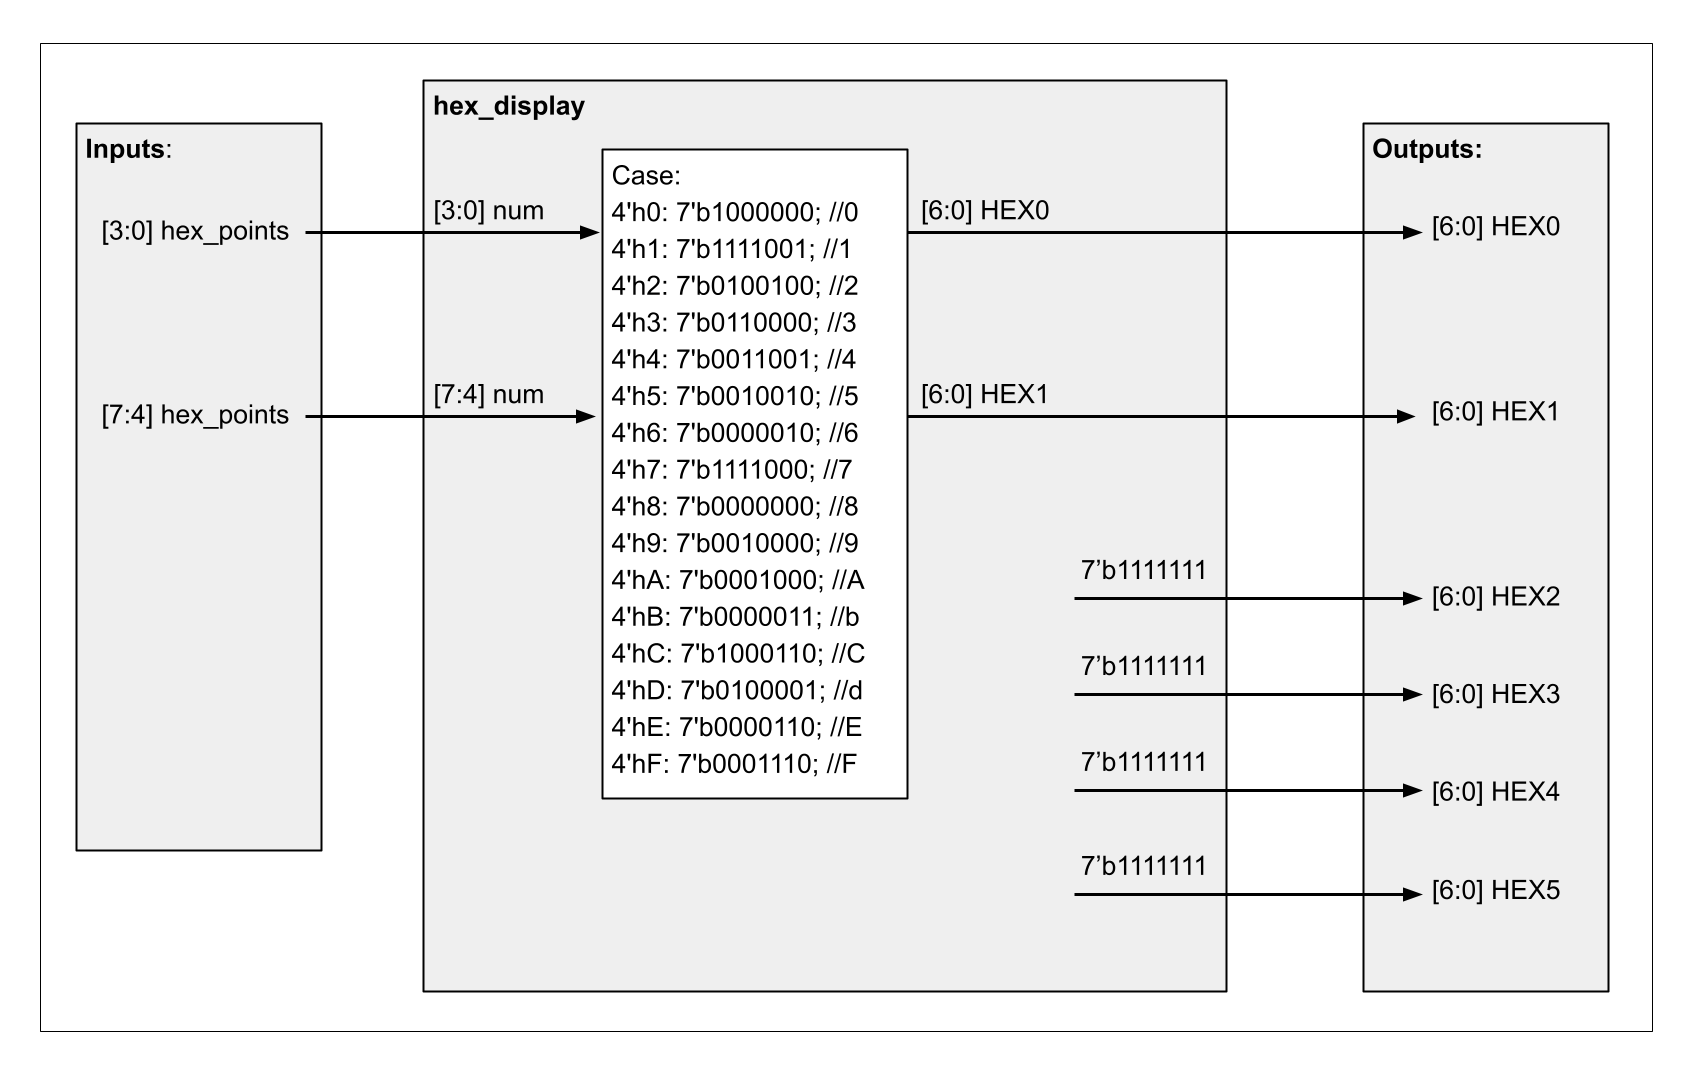 Inputs:
[3:0] hex_points
[7:4] hex_points
hex_display
[3:0] num
[7:4] num
Case:
4'h0: 7'b1000000; //0
4'h1: 7'b1111001; //1
4'h2: 7'b0100100; //2
4'h3: 7'b0110000; //3
4'h4: 7'b0011001; //4
4'h5: 7'b0010010; //5
4'h6: 7'b0000010; //6
4'h7: 7'b1111000; //7
4'h8: 7'b0000000; //8
4'h9: 7'b0010000; //9
4'hA: 7'b0001000; //A
4'hB: 7'b0000011; //b
4'hC: 7'b1000110; //C
4'hD: 7'b0100001; //d
4'hE: 7'b0000110; //E
4'hF: 7'b0001110; //F
[6:0] HEX0
[6:0] HEX1
7’b1111111
7’b1111111
7’b1111111
7’b1111111
Outputs:
[6:0] HEX0
[6:0] HEX1
[6:0] HEX2
[6:0] HEX3
[6:0] HEX4
[6:0] HEX5